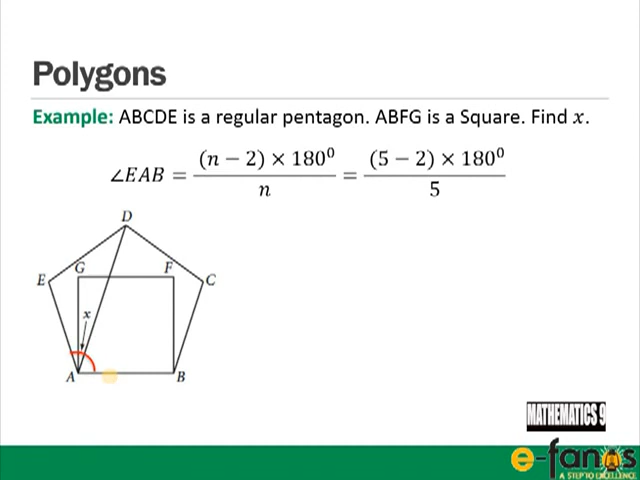 Polygons
Example: ABCDE is a regular pentagon. ABFG is a Square. Find x.
∠EAB = (n − 2) × 180⁰ / n = (5 − 2) × 180⁰ / 5
D
G F
E C
x
A B
MATHEMATICS 9
e-fanos
A STEP TO EXCELLENCE